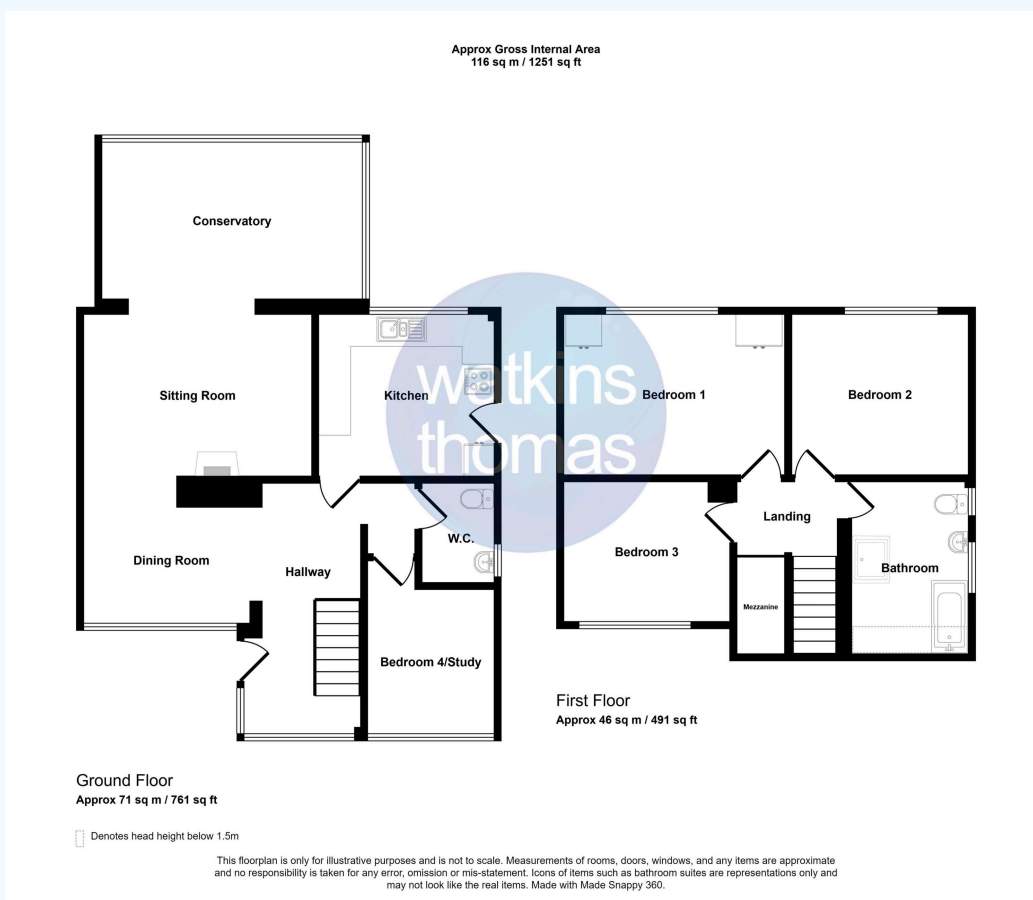 Approx Gross Internal Area
116 sq m / 1251 sq ft
Conservatory
Sitting Room
Kitchen
watkins
thomas
Dining Room
Hallway
W.C.
Bedroom 4/Study
Bedroom 1
Bedroom 2
Bedroom 3
Landing
Bathroom
Mezzanine
First Floor
Approx 46 sq m / 491 sq ft
Ground Floor
Approx 71 sq m / 761 sq ft
Denotes head height below 1.5m
This floorplan is only for illustrative purposes and is not to scale. Measurements of rooms, doors, windows, and any items are approximate
and no responsibility is taken for any error, omission or mis-statement. Icons of items such as bathroom suites are representations only and
may not look like the real items. Made with Made Snappy 360.